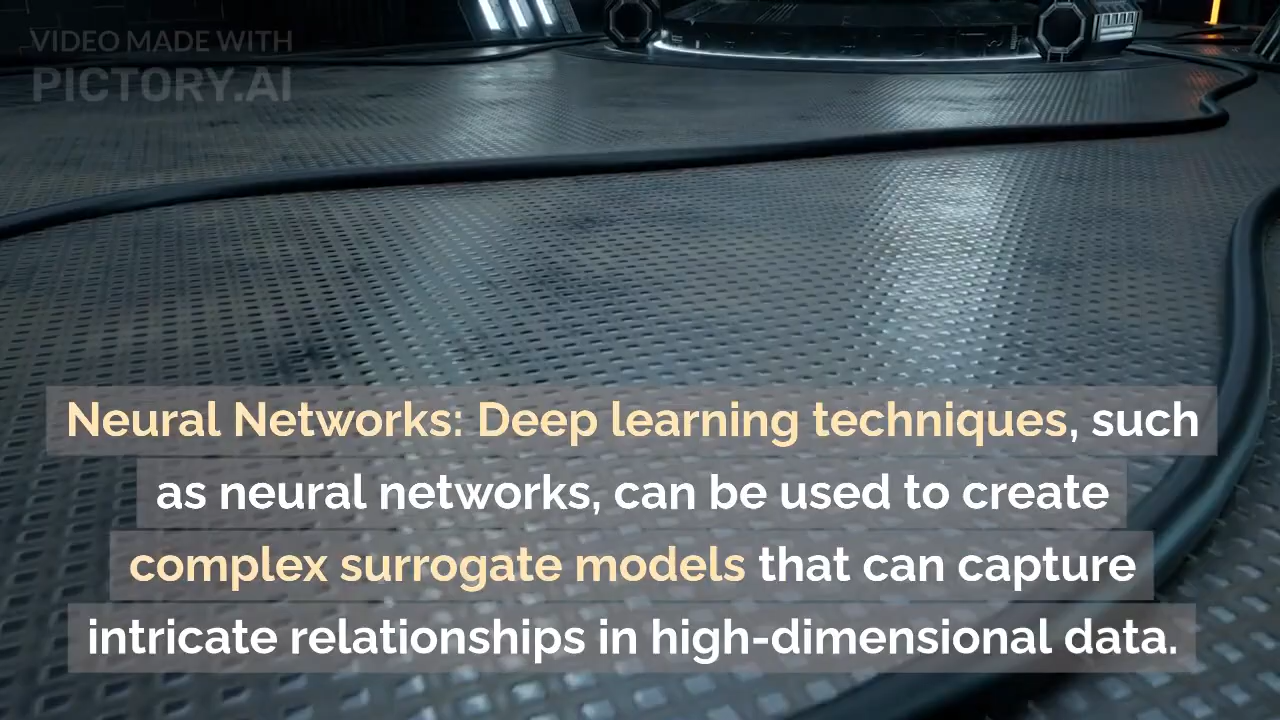 VIDEO MADE WITH
PICTORY.AI
Neural Networks: Deep learning techniques, such
as neural networks, can be used to create
complex surrogate models that can capture
intricate relationships in high-dimensional data.